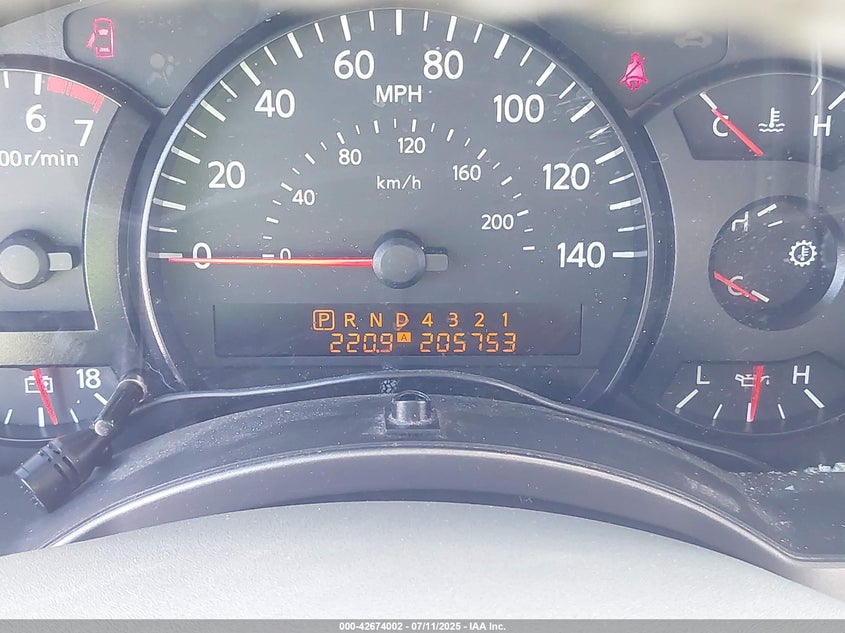 60 80
MPH
40 100
6
7
80 120 160
00r/min
km/h
20 120
40 200
C H
H
C
0 0 140
P R N D 4 3 2 1
220.9 A 205753
18
L H
000-42674002 - 07/11/2025 - IAA Inc.